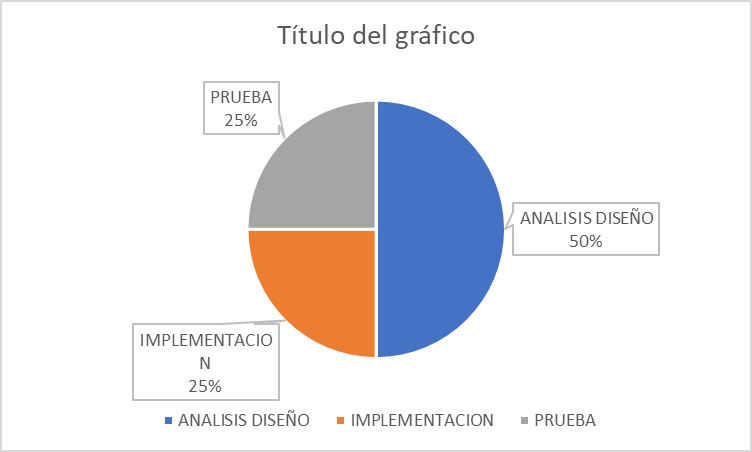 Título del gráfico
PRUEBA
25%
ANALISIS DISEÑO
50%
IMPLEMENTACIO
N
25%
ANALISIS DISEÑO
IMPLEMENTACION
PRUEBA